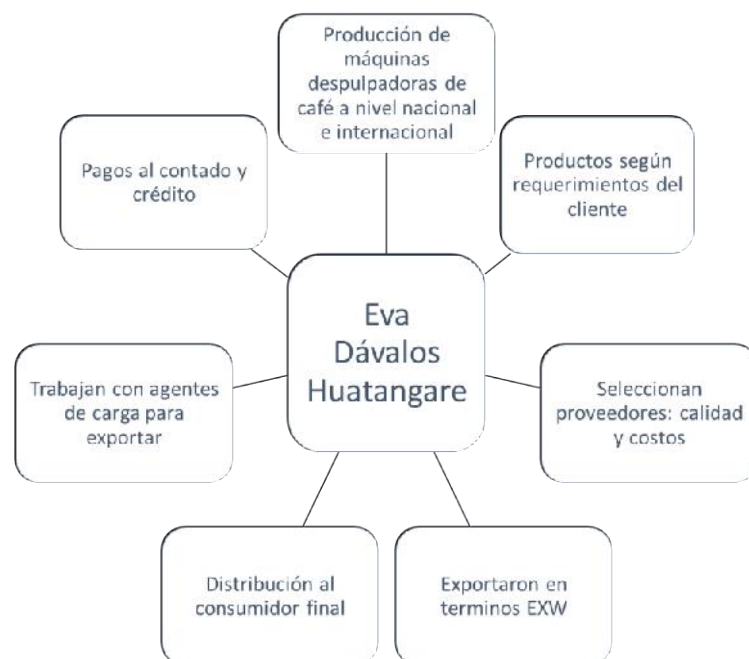 Producción de
máquinas
despulpadoras de
café a nivel nacional
e internacional
Pagos al contado y
crédito
Productos según
requerimientos del
cliente
Eva
Dávalos
Huatangare
Trabajan con agentes
de carga para
exportar
Seleccionan
proveedores: calidad
y costos
Distribución al
consumidor final
Exportaron en
terminos EXW